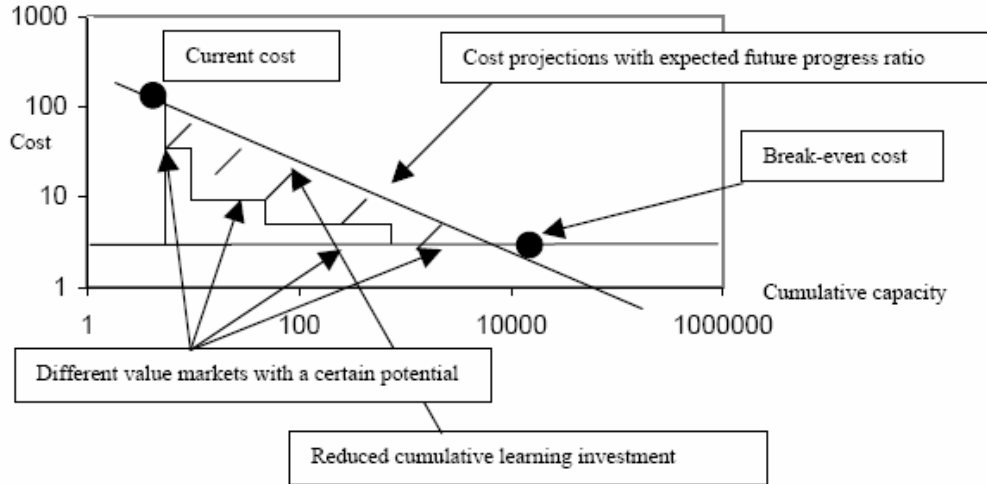 1000
Current cost
Cost projections with expected future progress ratio
100
Cost
Break-even cost
10
1
Cumulative capacity
1
100
10000
1000000
Different value markets with a certain potential
Reduced cumulative learning investment